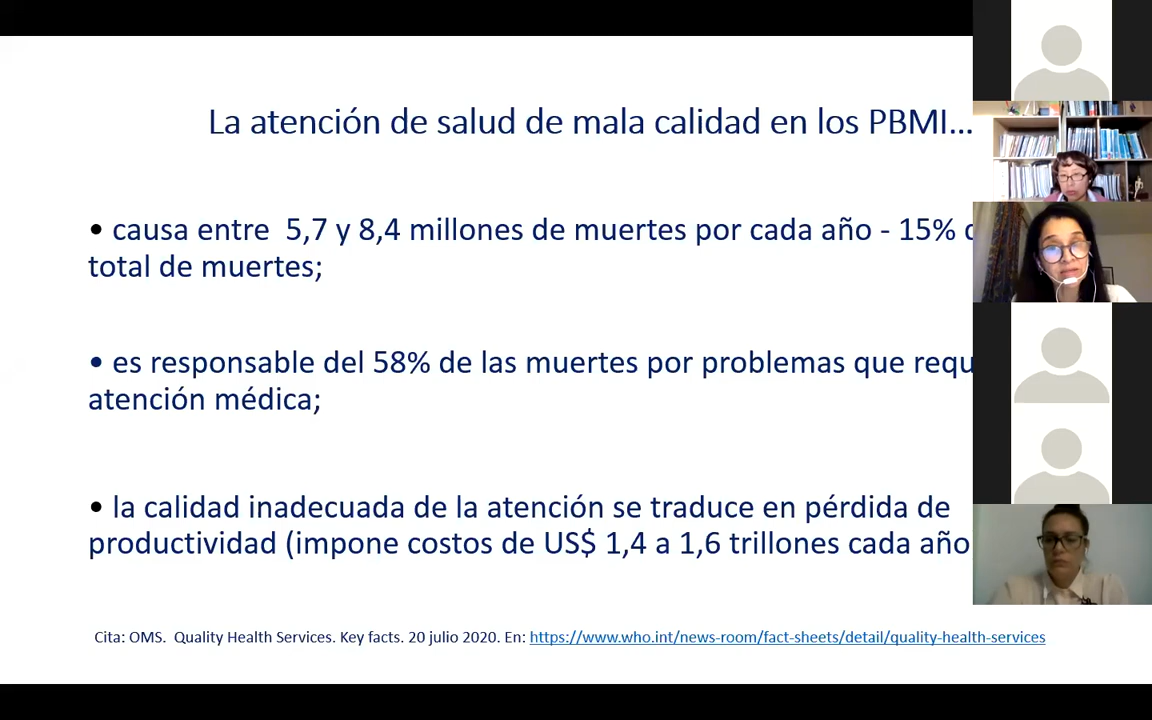 La atención de salud de mala calidad en los PBMI...
• causa entre 5,7 y 8,4 millones de muertes por cada año - 15%
total de muertes;
• es responsable del 58% de las muertes por problemas que
atención médica;
• la calidad inadecuada de la atención se traduce en pérdida de
productividad (impone costos de US$ 1,4 a 1,6 trillones cada año
Cita: OMS. Quality Health Services. Key facts. 20 julio 2020. En: https://www.who.int/news-room/fact-sheets/detail/quality-health-services